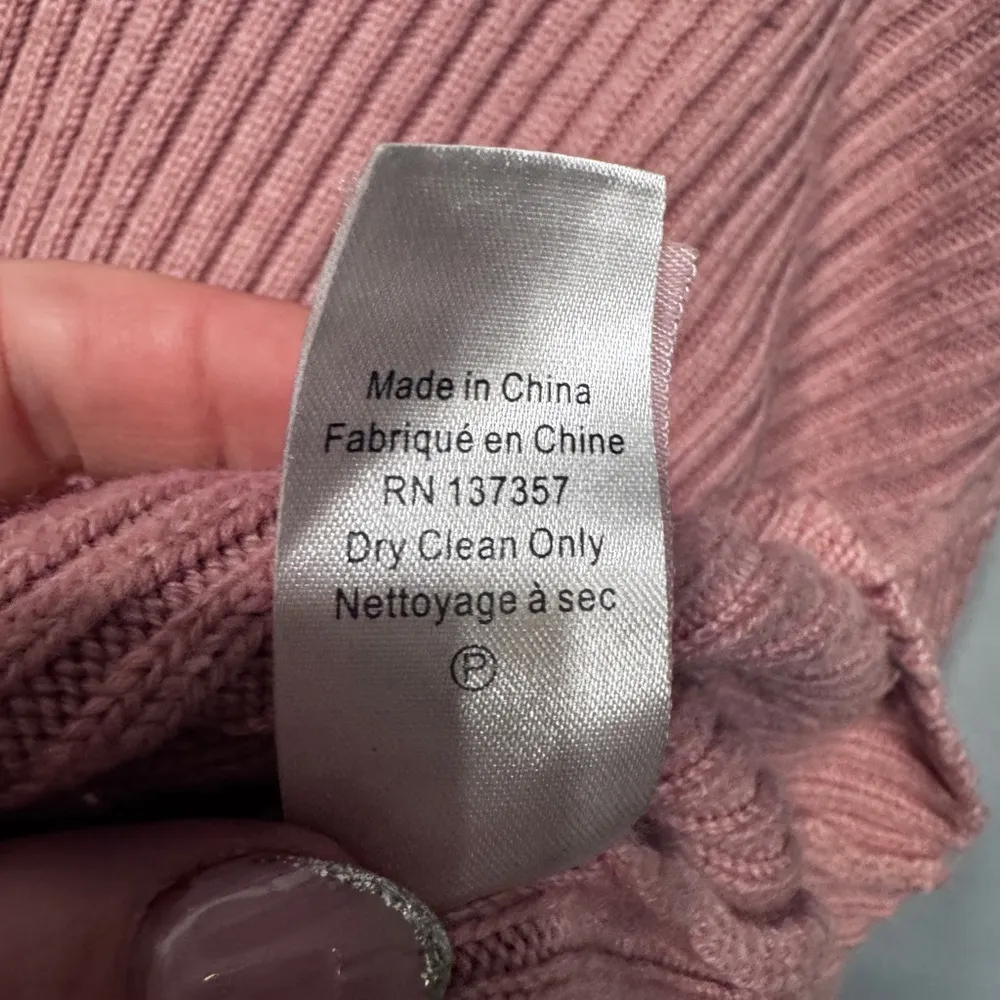 Made in China
Fabriqué en Chine
RN 137357
Dry Clean Only
Nettoyage à sec
Ⓟ